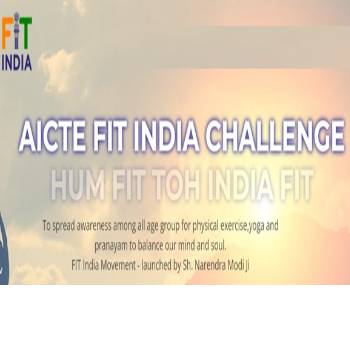 FiT
INDIA
AICTE FIT INDIA CHALLENGE
HUM FIT TOH INDIA FIT
To spread awareness among all age group for physical exercise,yoga and
pranayam to balance our mind and soul.
FIT India Movement - launched by Sh. Narendra Modi Ji